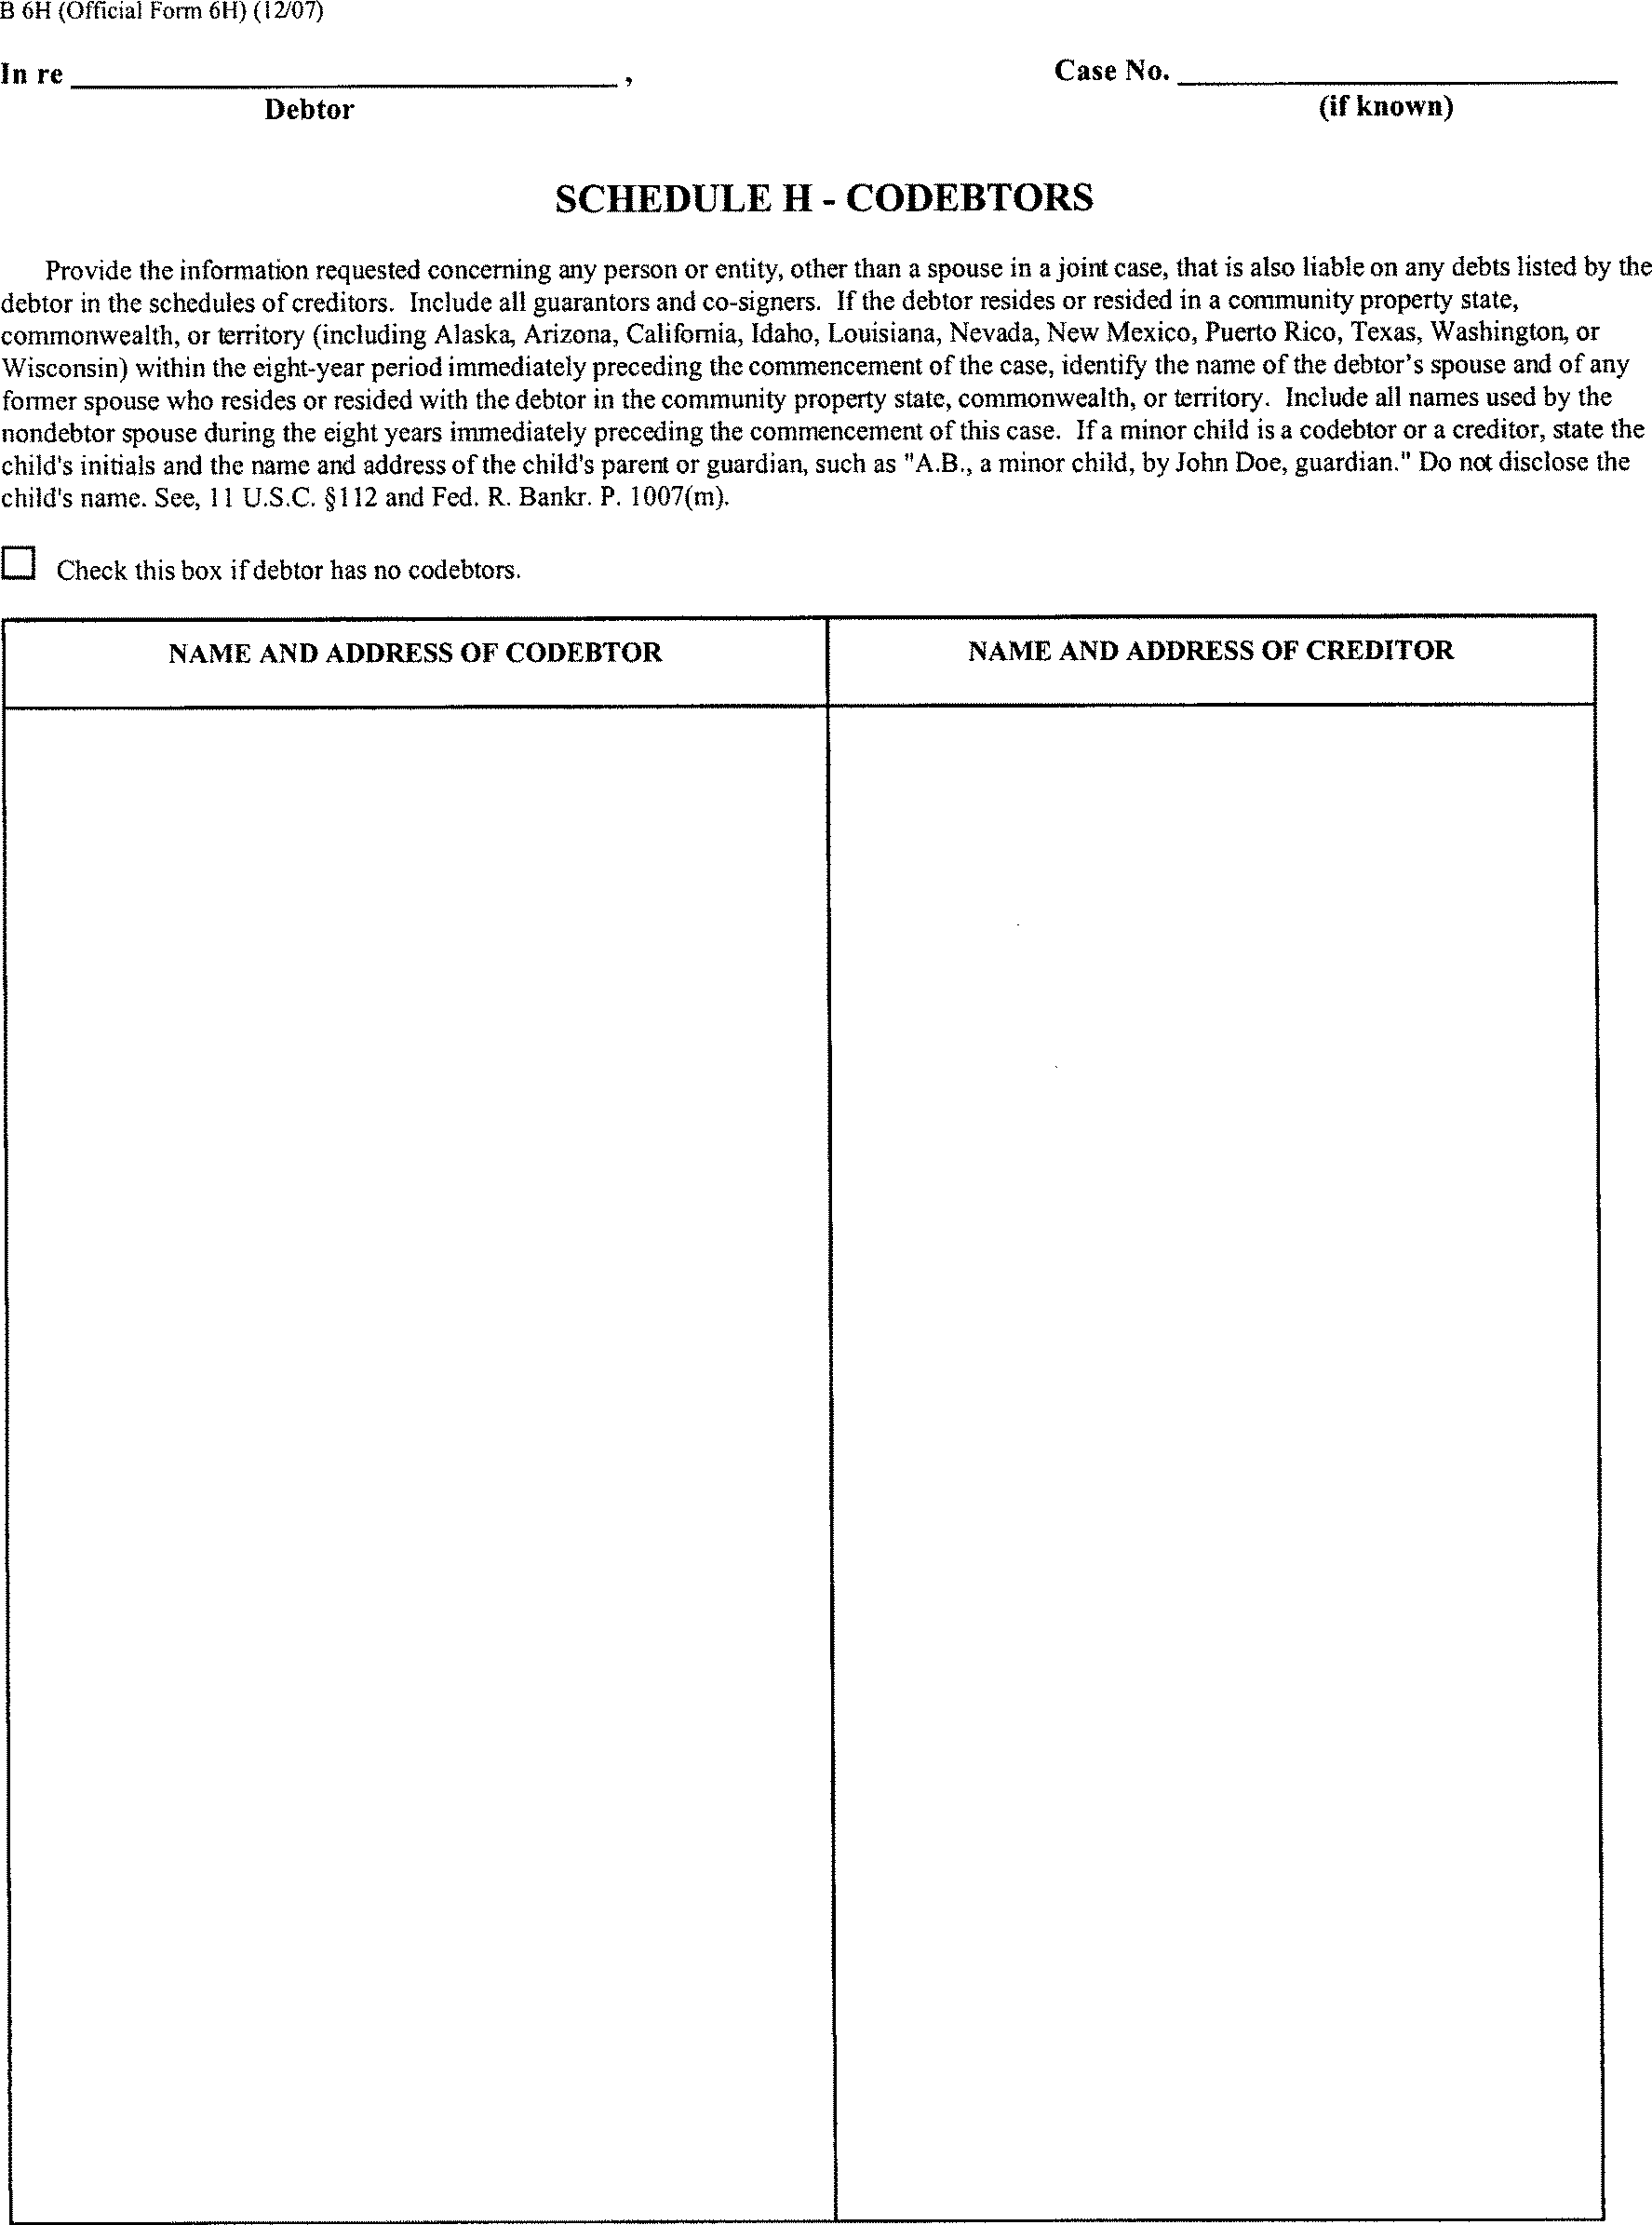 B 6H (Official Form 6H) (12/07)
In re ______________________________, Case No. ______________________
Debtor (if known)
SCHEDULE H - CODEBTORS
Provide the information requested concerning any person or entity, other than a spouse in a joint case, that is also liable on any debts listed by the
debtor in the schedules of creditors. Include all guarantors and co-signers. If the debtor resides or resided in a community property state,
commonwealth, or territory (including Alaska, Arizona, California, Idaho, Louisiana, Nevada, New Mexico, Puerto Rico, Texas, Washington, or
Wisconsin) within the eight-year period immediately preceding the commencement of the case, identify the name of the debtor's spouse and of any
former spouse who resides or resided with the debtor in the community property state, commonwealth, or territory. Include all names used by the
nondebtor spouse during the eight years immediately preceding the commencement of this case. If a minor child is a codebtor or a creditor, state the
child's initials and the name and address of the child's parent or guardian, such as "A.B., a minor child, by John Doe, guardian." Do not disclose the
child's name. See, 11 U.S.C. §112 and Fed. R. Bankr. P. 1007(m).
☐ Check this box if debtor has no codebtors.
NAME AND ADDRESS OF CODEBTOR NAME AND ADDRESS OF CREDITOR